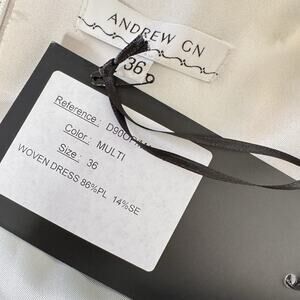 ANDREW GN
36
Reference:
Color: MULTI
Size: 36
WOVEN DRESS 86%PL 14%SE